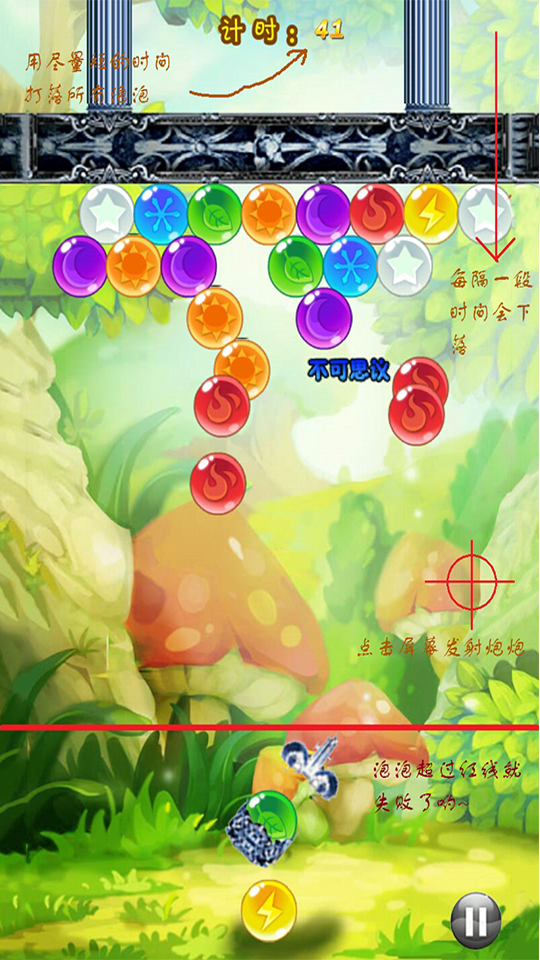 计时：41
用尽量短的时间
打落所有泡泡
每隔一段
时间会下
落
不可思议
点击屏幕发射炮炮
泡泡超过红线就
失败了哟~